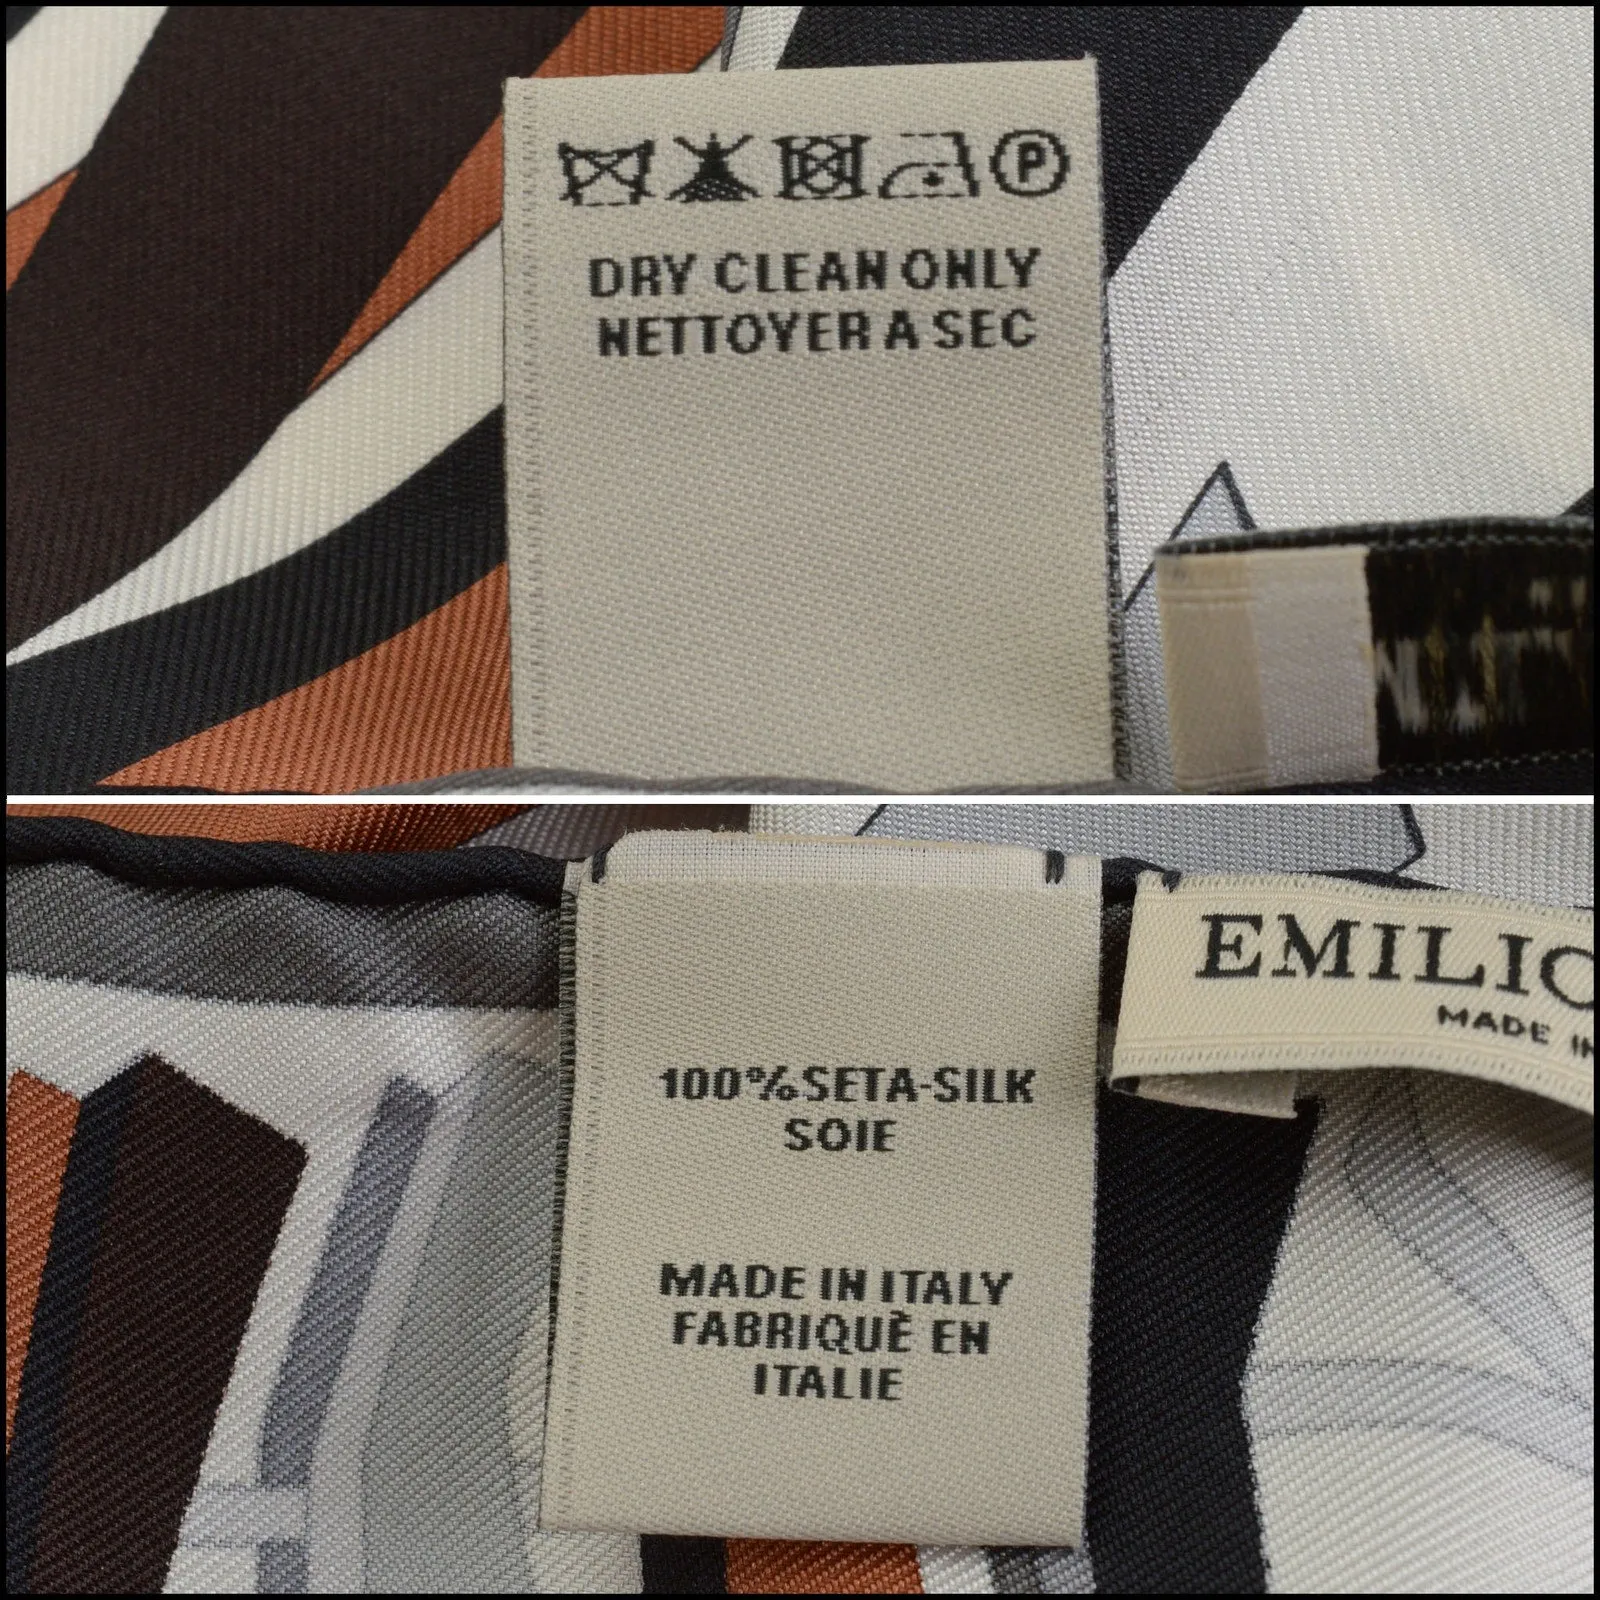 P
DRY CLEAN ONLY
NETTOYER A SEC
100% SETA-SILK
SOIE
MADE IN ITALY
FABRIQUÈ EN
ITALIE
EMILIO
MADE IN